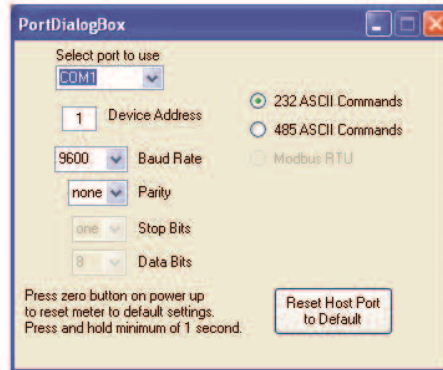 PortDialogBox
Select port to use
COM1
1 Device Address
9600 Baud Rate
none Parity
one Stop Bits
8 Data Bits
232 ASCII Commands
485 ASCII Commands
Modbus RTU
Press zero button on power up
to reset meter to default settings.
Press and hold minimum of 1 second.
Reset Host Port
to Default